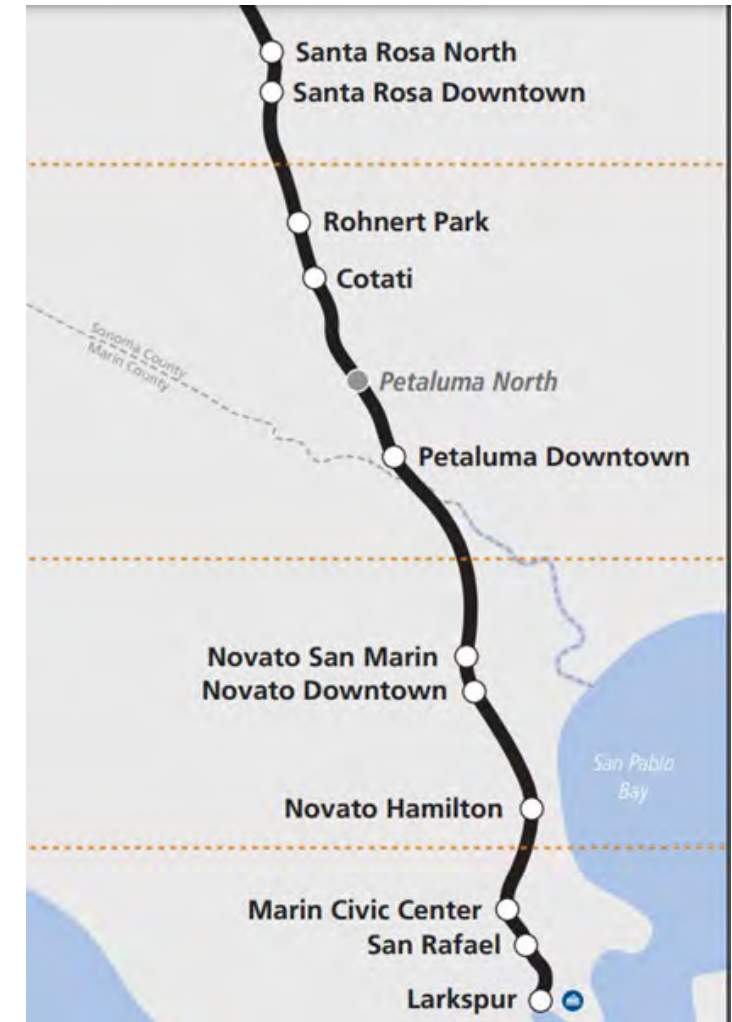 Santa Rosa North
Santa Rosa Downtown
Rohnert Park
Cotati
Sonoma County
Marin County
Petaluma North
Petaluma Downtown
Novato San Marin
Novato Downtown
San Pablo
Bay
Novato Hamilton
Marin Civic Center
San Rafael
Larkspur